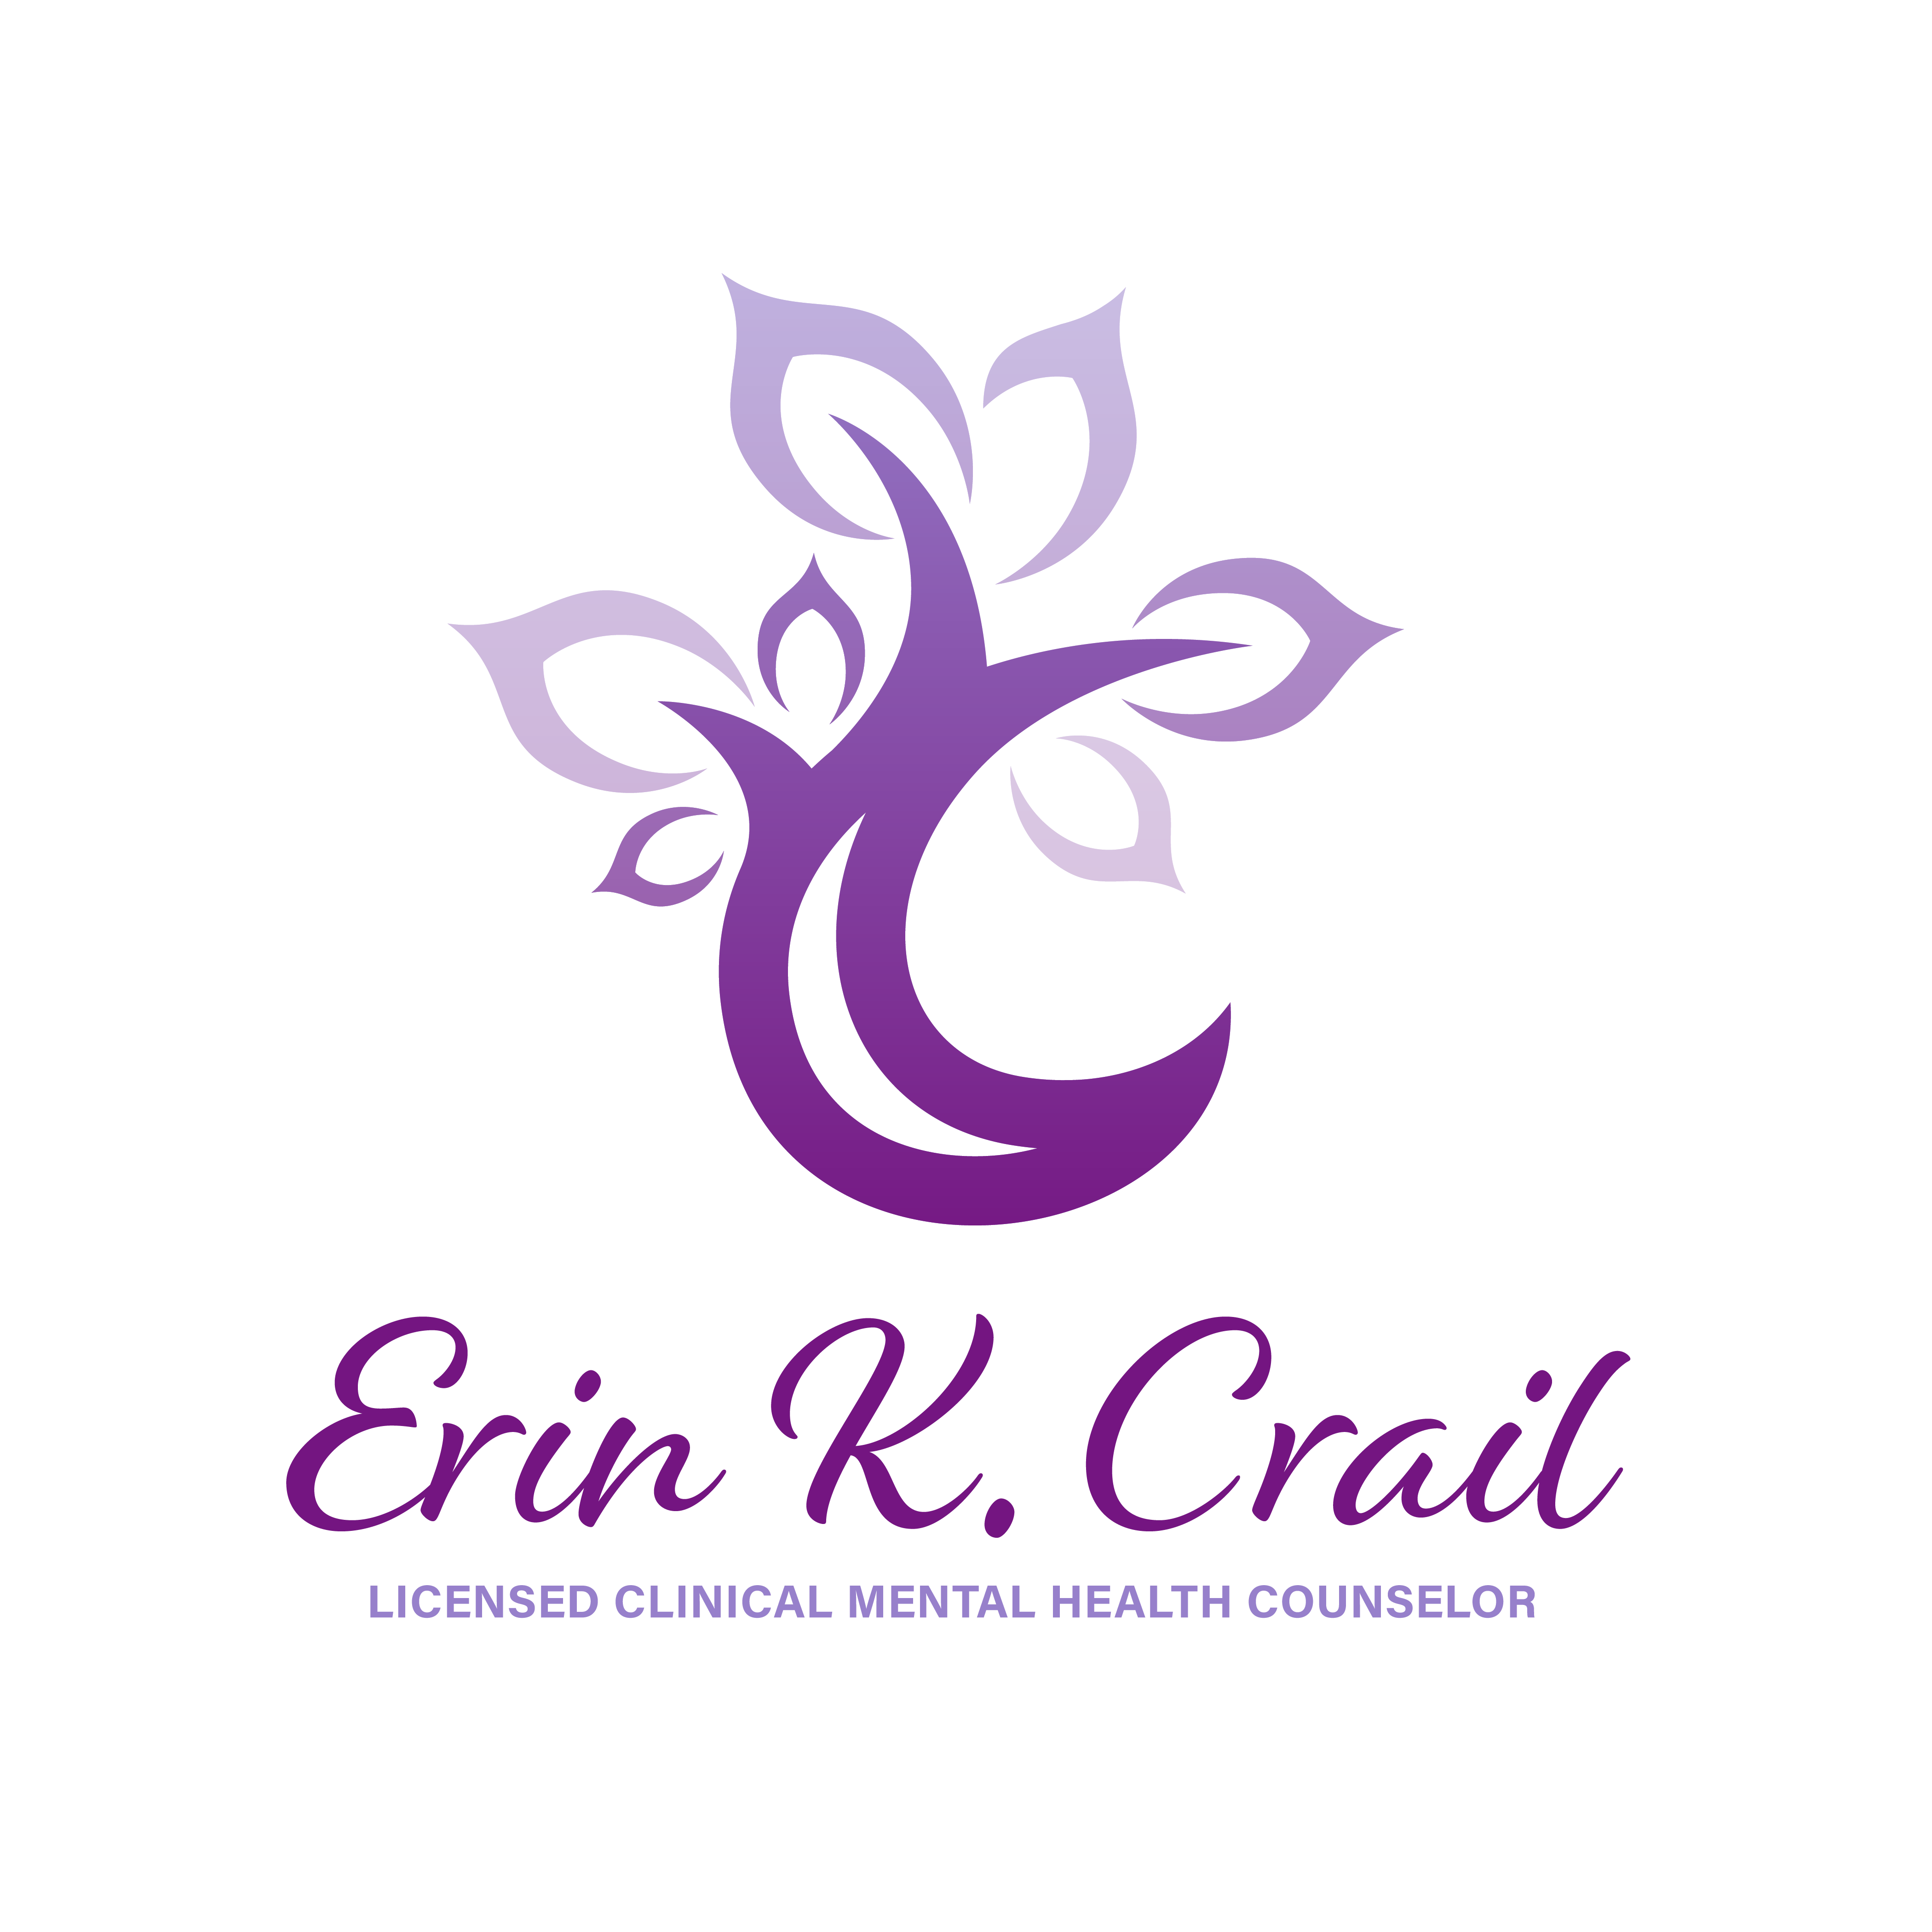 Erin K. Crail
LICENSED CLINICAL MENTAL HEALTH COUNSELOR